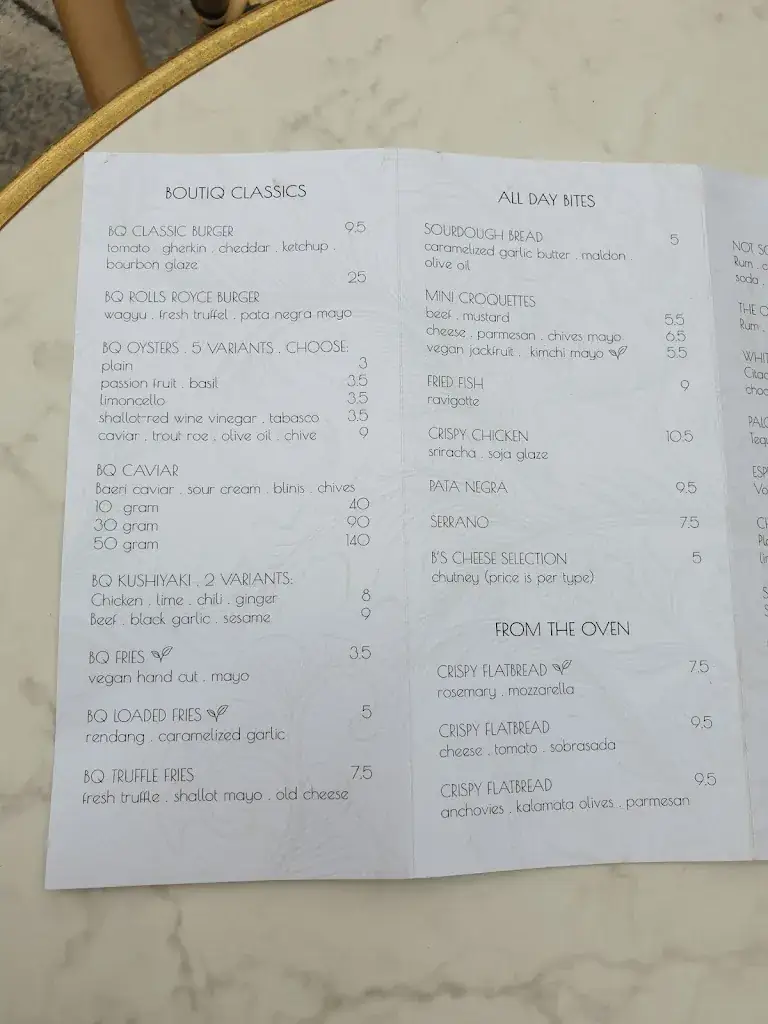 BOUTIQ CLASSICS
BQ CLASSIC BURGER 9.5
tomato gherkin . cheddar . ketchup .
bourbon glaze
25
BQ ROLLS ROYCE BURGER
wagyu . fresh truffel . pata negra mayo
BQ OYSTERS . 5 VARIANTS . CHOOSE:
plain 3
passion fruit . basil 3.5
limoncello 3.5
shallot-red wine vinegar . tabasco 3.5
caviar . trout roe . olive oil . chive 9
BQ CAVIAR
Baeri caviar . sour cream . blinis . chives
10 gram 40
30 gram 90
50 gram 140
BQ KUSHIYAKI . 2 VARIANTS:
Chicken . lime . chili . ginger 8
Beef . black garlic . sesame 9
BQ FRIES 3.5
vegan hand cut . mayo
BQ LOADED FRIES 5
rendang . caramelized garlic
BQ TRUFFLE FRIES 7.5
fresh truffle . shallot mayo . old cheese
ALL DAY BITES
SOURDOUGH BREAD 5
caramelized garlic butter . maldon .
olive oil
MINI CROQUETTES
beef . mustard 5.5
cheese . parmesan . chives mayo 6.5
vegan jackfruit . kimchi mayo 5.5
FRIED FISH 9
ravigotte
CRISPY CHICKEN 10.5
sriracha . soja glaze
PATA NEGRA 9.5
SERRANO 7.5
B'S CHEESE SELECTION 5
chutney (price is per type)
FROM THE OVEN
CRISPY FLATBREAD 7.5
rosemary . mozzarella
CRISPY FLATBREAD 9.5
cheese . tomato . sobrasada
CRISPY FLATBREAD 9.5
anchovies . kalamata olives . parmesan
NOT
Rum .
soda .
THE
Rum .